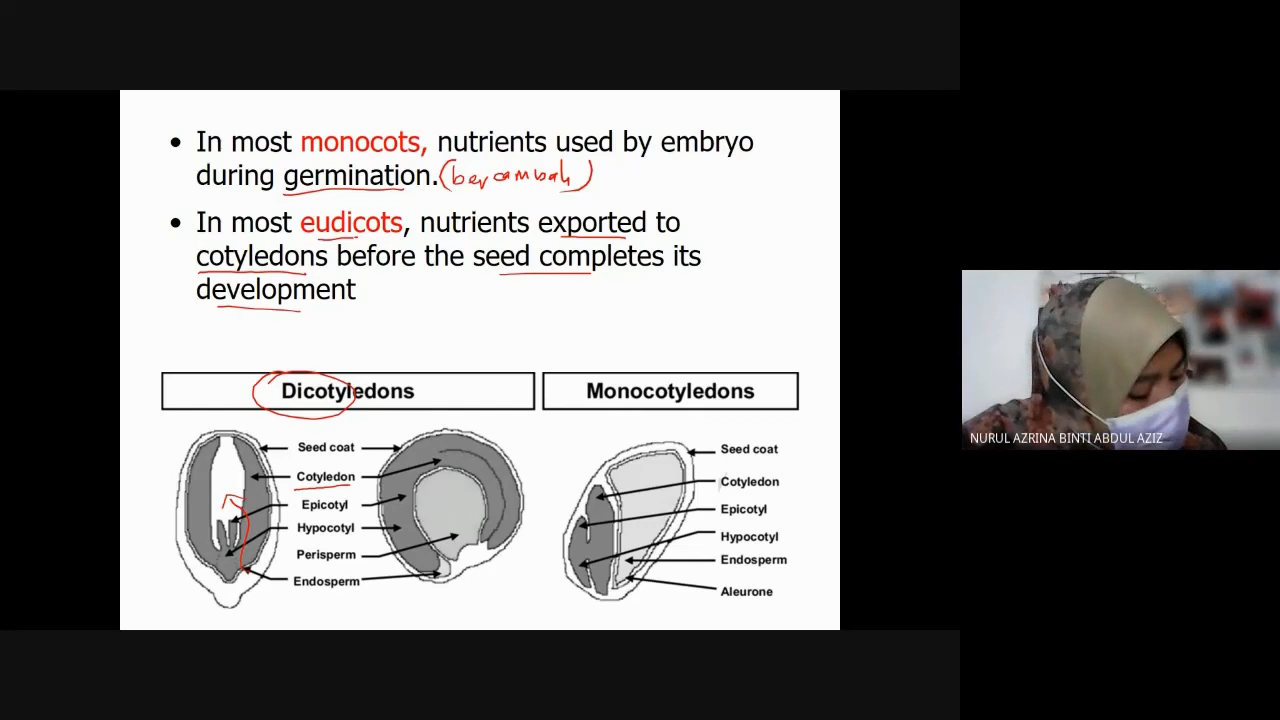 • In most monocots, nutrients used by embryo
during germination. (bercambah)
• In most eudicots, nutrients exported to
cotyledons before the seed completes its
development
Dicotyledons
Monocotyledons
Seed coat
Cotyledon
Epicotyl
Hypocotyl
Perisperm
Endosperm
Seed coat
Cotyledon
Epicotyl
Hypocotyl
Endosperm
Aleurone
NURUL AZRINA BINTI ABDUL AZIZ